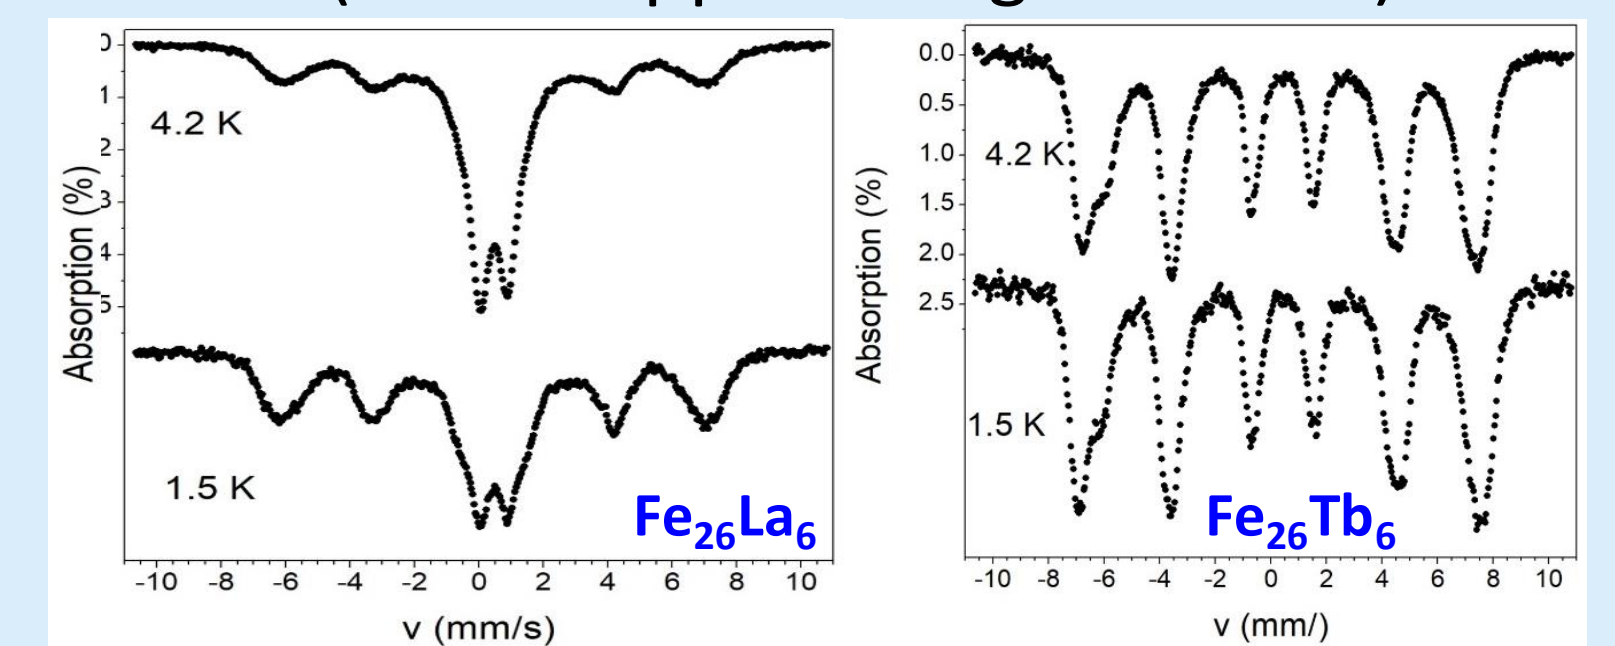 0
1
2
3
4
5
Absorption (%)
4.2 K
1.5 K
Fe26La6
-10 -8 -6 -4 -2 0 2 4 6 8 10
v (mm/s)
0.0
0.5
1.0
1.5
2.0
2.5
Absorption (%)
4.2 K
1.5 K
Fe26Tb6
-10 -8 -6 -4 -2 0 2 4 6 8 10
v (mm/)